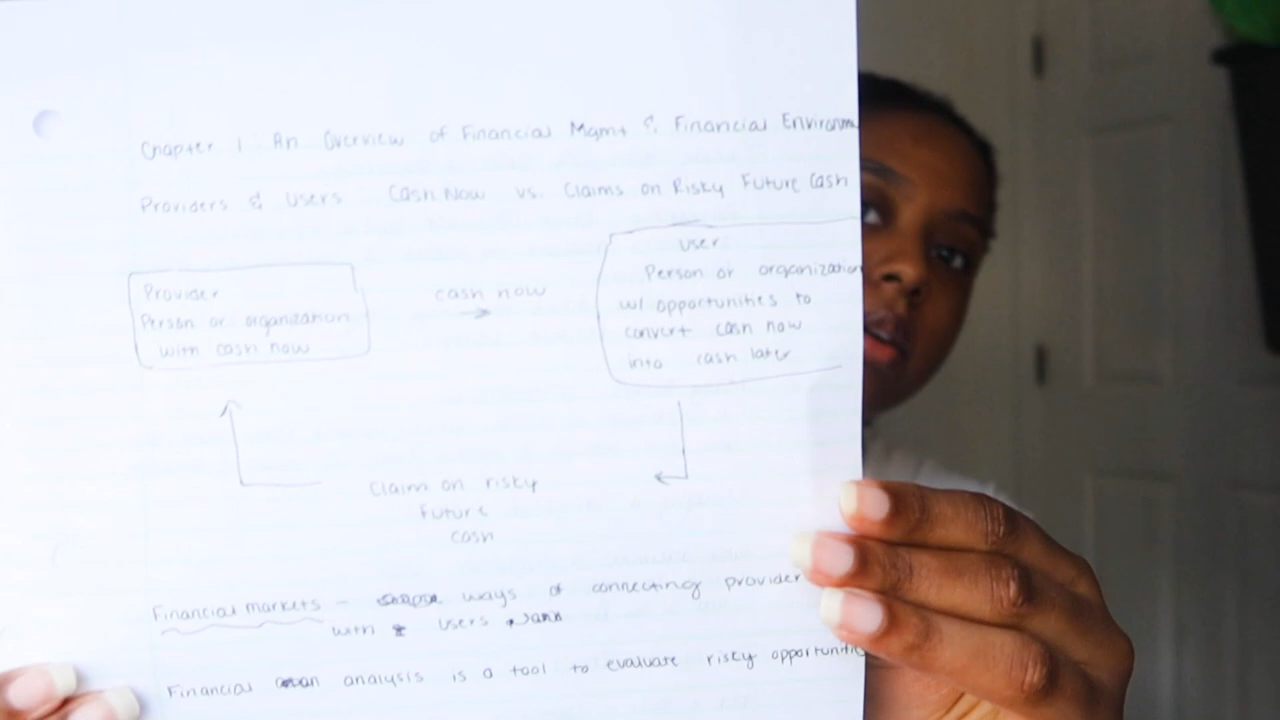 Chapter 1 An Overview of Financial Mgmt & Financial Environm
Providers & Users Cash Now vs. Claims on Risky Future Cash
Provider
Person or organization
with cash now
cash now
User
Person or organization
w/ opportunities to
convert cash now
into cash later
Claim on risky
Future
cash
Financial markets - ways of connecting provider
with users
Financial analysis is a tool to evaluate risky opportunitie